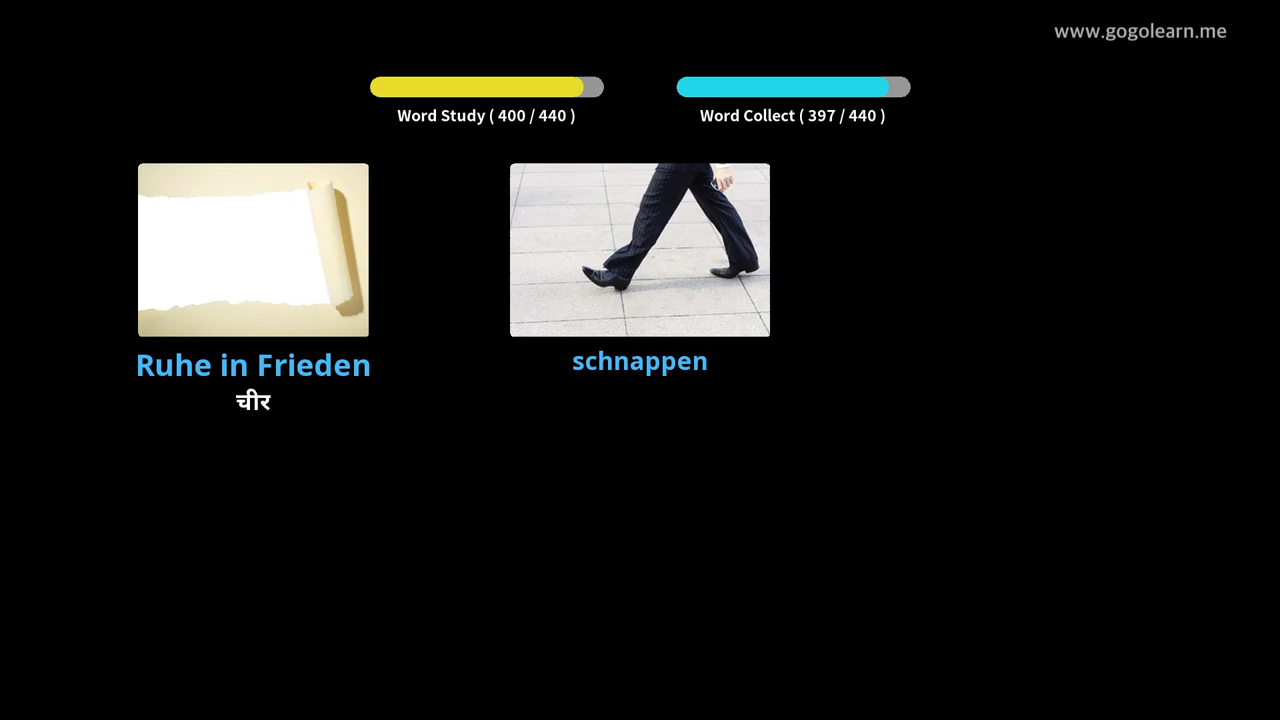 www.gogolearn.me
Word Study ( 400 / 440 )
Word Collect ( 397 / 440 )
Ruhe in Frieden
चीर
schnappen